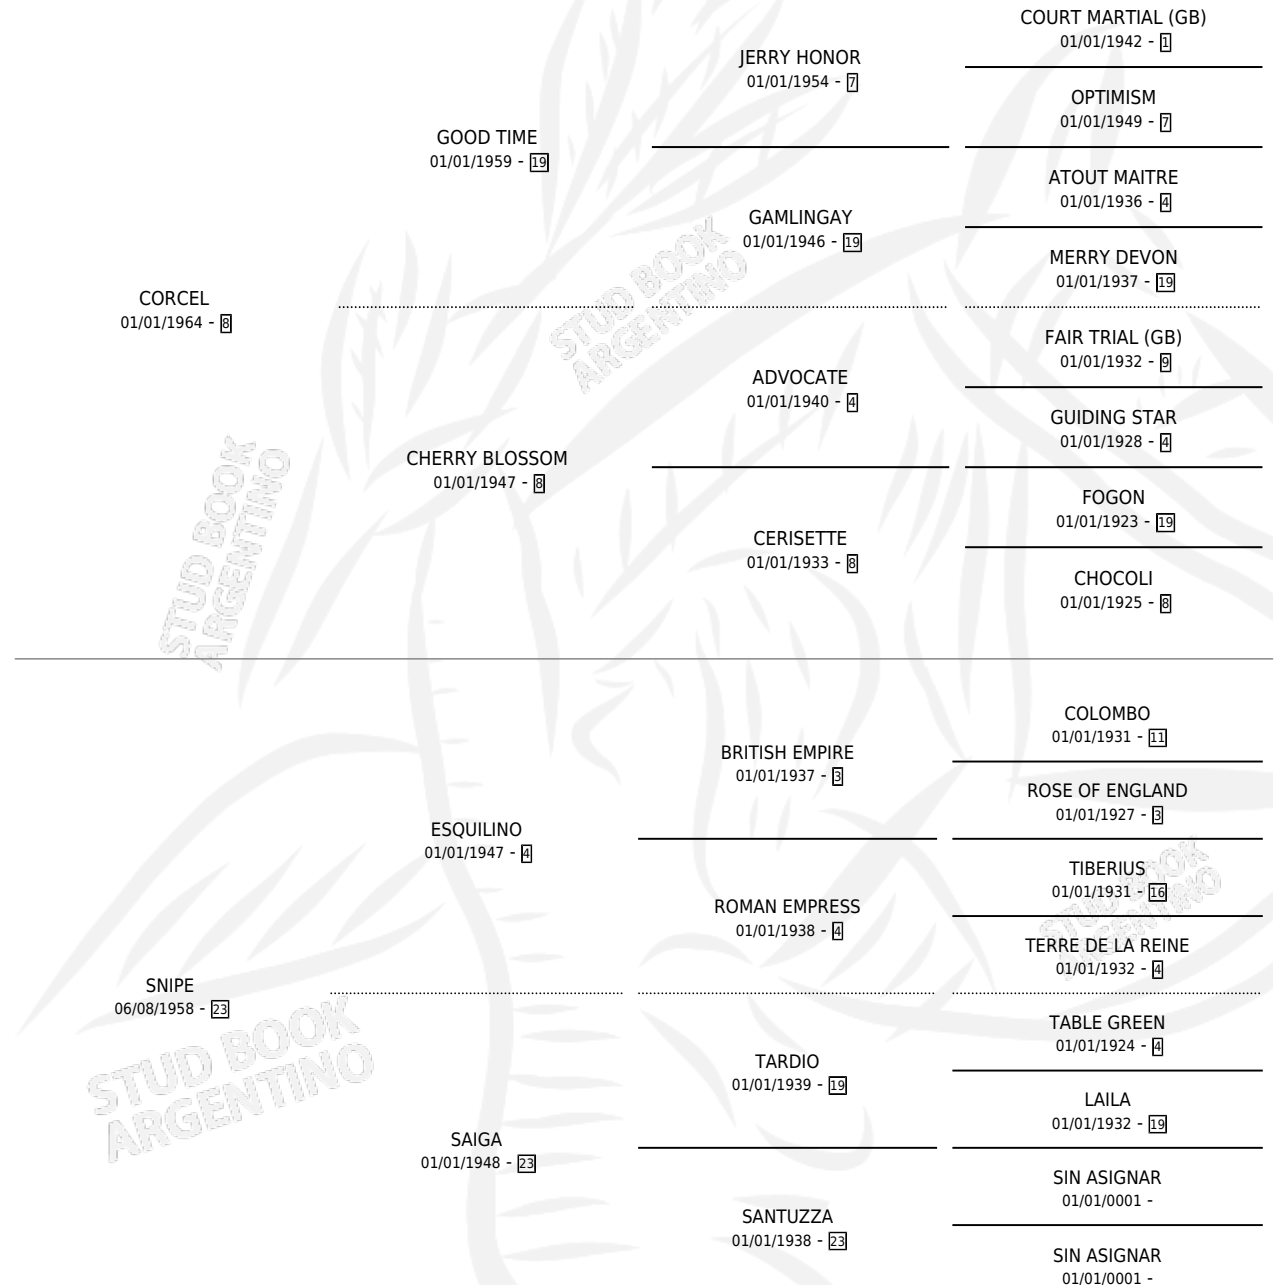 COURT MARTIAL (GB)
01/01/1942 - 1
JERRY HONOR
01/01/1954 - 7
OPTIMISM
01/01/1949 - 7
GOOD TIME
01/01/1959 - 19
ATOUT MAITRE
01/01/1936 - 4
GAMLINGAY
01/01/1946 - 19
MERRY DEVON
01/01/1937 - 19
CORCEL
01/01/1964 - 8
FAIR TRIAL (GB)
01/01/1932 - 9
ADVOCATE
01/01/1940 - 4
GUIDING STAR
01/01/1928 - 4
CHERRY BLOSSOM
01/01/1947 - 8
FOGON
01/01/1923 - 19
CERISETTE
01/01/1933 - 8
CHOCOLI
01/01/1925 - 8
COLOMBO
01/01/1931 - 11
BRITISH EMPIRE
01/01/1937 - 3
ROSE OF ENGLAND
01/01/1927 - 3
ESQUILINO
01/01/1947 - 4
TIBERIUS
01/01/1931 - 16
ROMAN EMPRESS
01/01/1938 - 4
TERRE DE LA REINE
01/01/1932 - 4
SNIPE
06/08/1958 - 23
TABLE GREEN
01/01/1924 - 4
TARDIO
01/01/1939 - 19
LAILA
01/01/1932 - 19
SAIGA
01/01/1948 - 23
SIN ASIGNAR
01/01/0001 -
SANTUZZA
01/01/1938 - 23
SIN ASIGNAR
01/01/0001 -
STUD BOOK
ARGENTINO
STUD BOOK
ARGENTINO
STUD BOOK
ARGENTINO
STUD BOOK
ARGENTINO